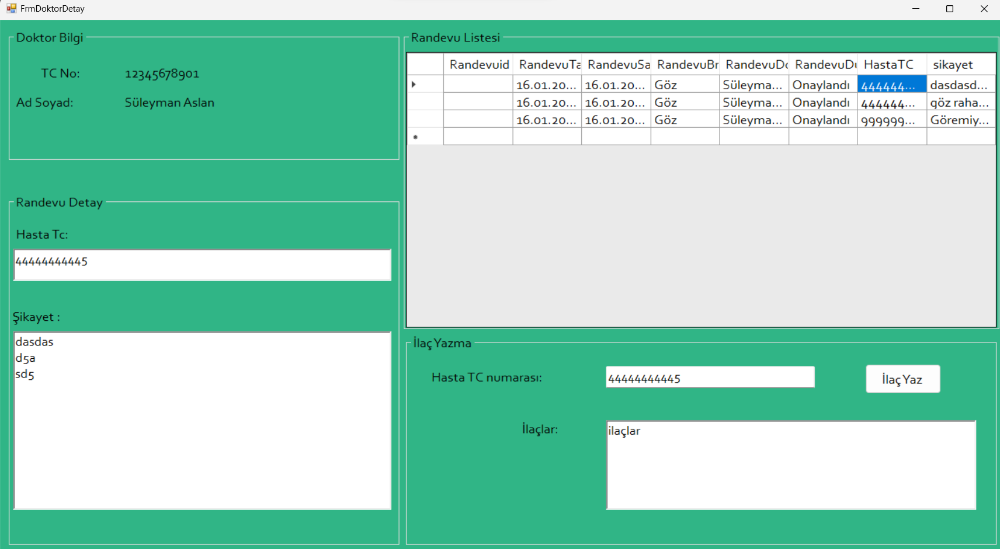 FrmDoktorDetay
Doktor Bilgi
TC No: 12345678901
Ad Soyad: Süleyman Aslan
Randevu Detay
Hasta Tc:
44444444445
Şikayet :
dasdas
d5a
sd5
Randevu Listesi
Randevuid RandevuTa RandevuSa RandevuBr RandevuDo RandevuDu HastaTC sikayet
16.01.20... 16.01.20... Göz Süleyma... Onaylandı 444444... dasdasd...
16.01.20... 16.01.20... Göz Süleyma... Onaylandı 444444... göz raha...
16.01.20... 16.01.20... Göz Süleyma... Onaylandı 999999... Göremiy...
İlaç Yazma
Hasta TC numarası: 44444444445 İlaç Yaz
İlaçlar: ilaçlar